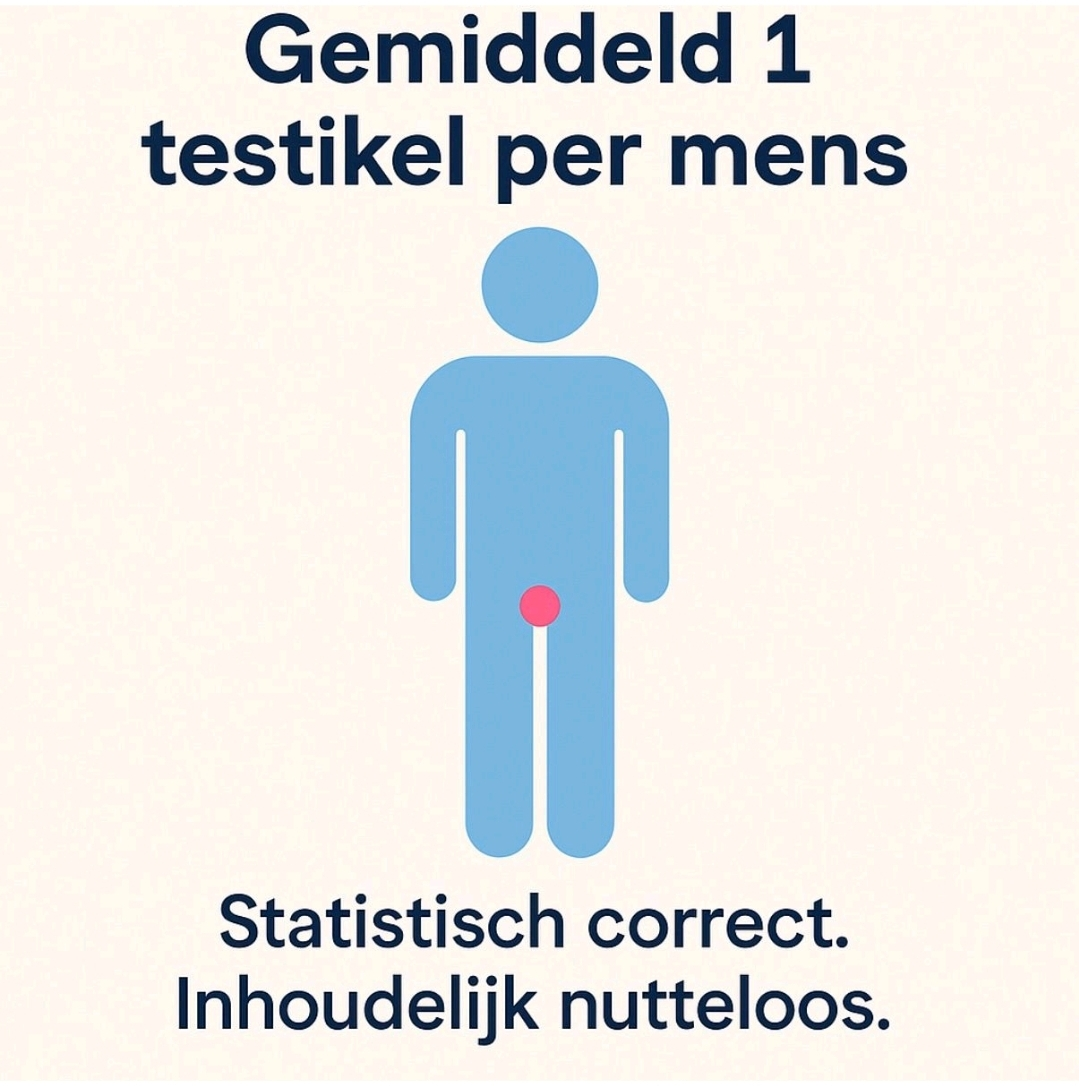 Gemiddeld 1
testikel per mens
Statistisch correct.
Inhoudelijk nutteloos.